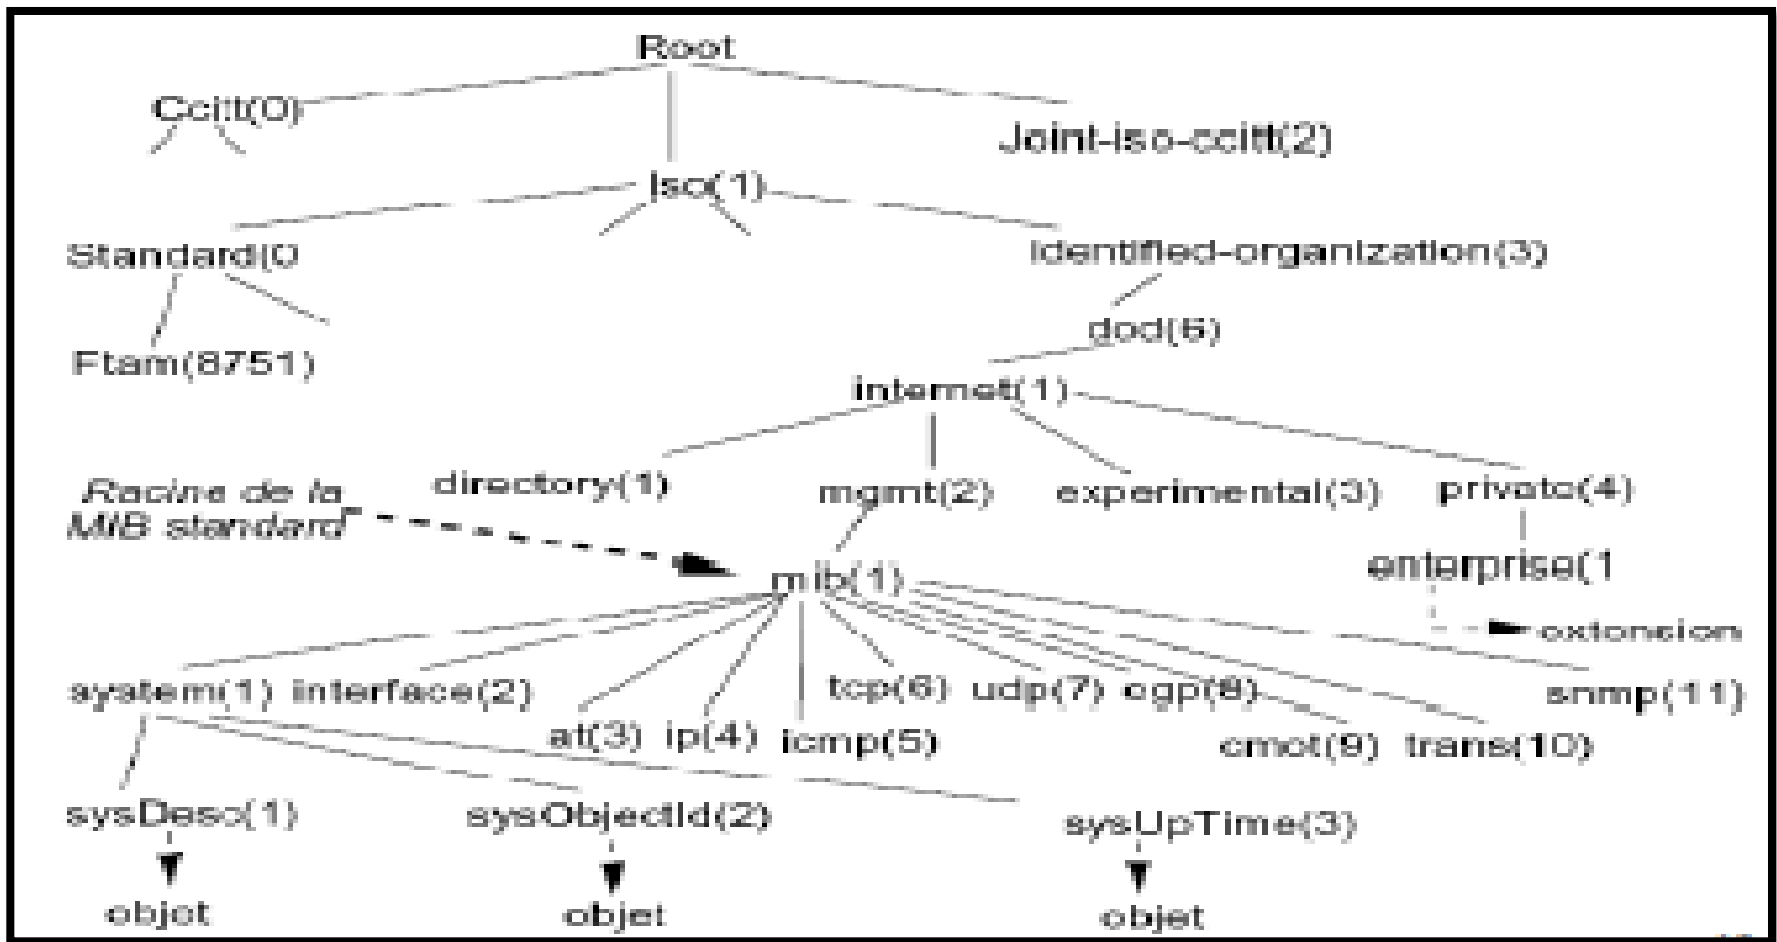 Root
Ccitt(0)
Joint-iso-ccitt(2)
Iso(1)
Standard(0
Identified-organization(3)
dod(6)
Ftam(8751)
internet(1)
Racine de la
MIB standard
directory(1)
mgmt(2)
experimental(3)
private(4)
enterprise(1
mib(1)
extension
system(1)
interface(2)
tcp(6)
udp(7)
egp(8)
snmp(11)
at(3)
ip(4)
icmp(5)
cmot(9)
trans(10)
sysDesc(1)
sysObjectId(2)
sysUpTime(3)
objet
objet
objet